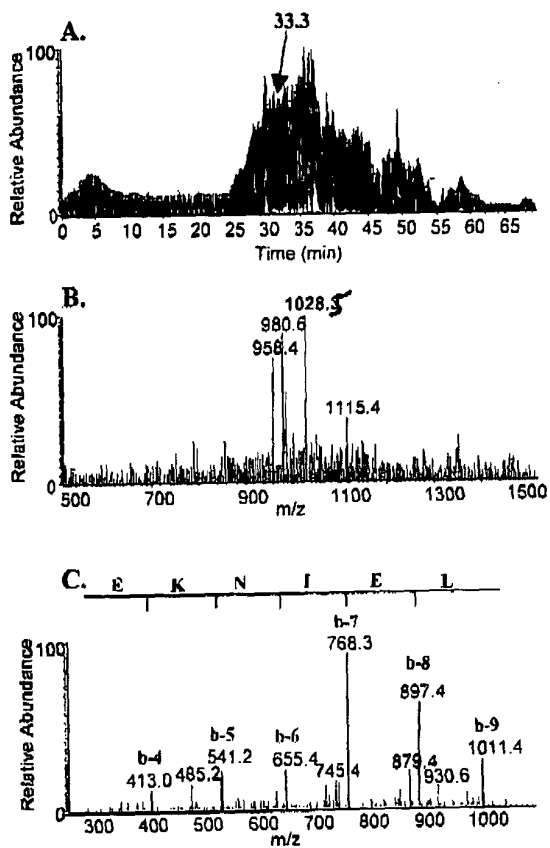 A.
33.3
100
0
Relative Abundance
0 5 10 15 20 25 30 35 40 45 50 55 60 65
Time (min)
B.
1028.5
980.6
958.4
1115.4
100
0
Relative Abundance
500 700 900 1100 1300 1500
m/z
C. E K N I E L
b-7
768.3
b-8
897.4
b-9
1011.4
b-6
655.4
b-5
541.2
b-4
413.0
485.2
745.4
879.4
930.6
100
0
Relative Abundance
300 400 500 600 700 800 900 1000
m/z